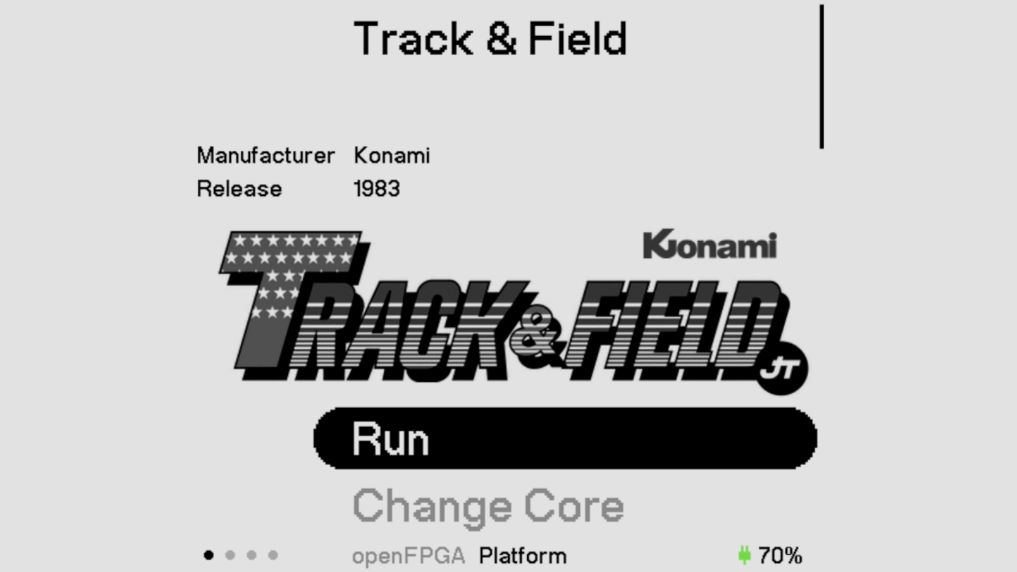 Track & Field
Manufacturer Konami
Release 1983
Konami
TRACK & FIELD
JT
Run
Change Core
openFPGA Platform 70%